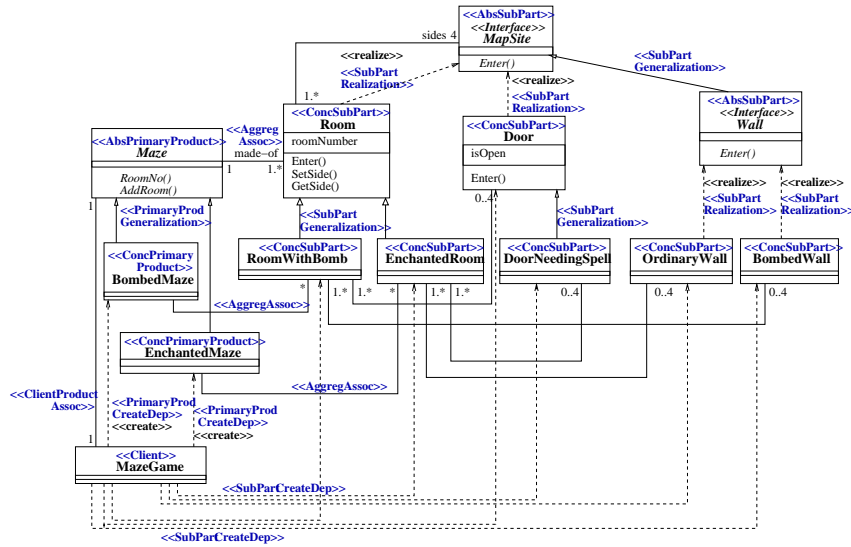 <<AbsSubPart>>
<<Interface>>
MapSite
Enter()
sides 4
<<realize>>
<<SubPart
Realization>>
<<realize>>
<<SubPart
Realization>>
<<SubPart
Generalization>>
1.*
<<ConcSubPart>>
Room
roomNumber
Enter()
SetSide()
GetSide()
<<Aggreg
Assoc>>
made-of
1
1.*
<<AbsPrimaryProduct>>
Maze
RoomNo()
AddRoom()
1
<<ConcSubPart>>
Door
isOpen
Enter()
0..4
<<AbsSubPart>>
<<Interface>>
Wall
Enter()
<<realize>>
<<SubPart
Realization>>
<<realize>>
<<SubPart
Realization>>
<<PrimaryProd
Generalization>>
<<SubPart
Generalization>>
<<SubPart
Generalization>>
<<ConcPrimary
Product>>
BombedMaze
<<ConcSubPart>>
RoomWithBomb
<<ConcSubPart>>
EnchantedRoom
<<ConcSubPart>>
DoorNeedingSpell
<<ConcSubPart>>
OrdinaryWall
<<ConcSubPart>>
BombedWall
*
1..*
1..*
*
1..*
1..*
0..4
0..4
0..4
<<AggregAssoc>>
<<ConcPrimaryProduct>>
EnchantedMaze
<<AggregAssoc>>
<<ClientProduct
Assoc>>
<<PrimaryProd
CreateDep>>
<<create>>
<<PrimaryProd
CreateDep>>
<<create>>
1
<<Client>>
MazeGame
<<SubPartCreateDep>>
<<SubPartCreateDep>>